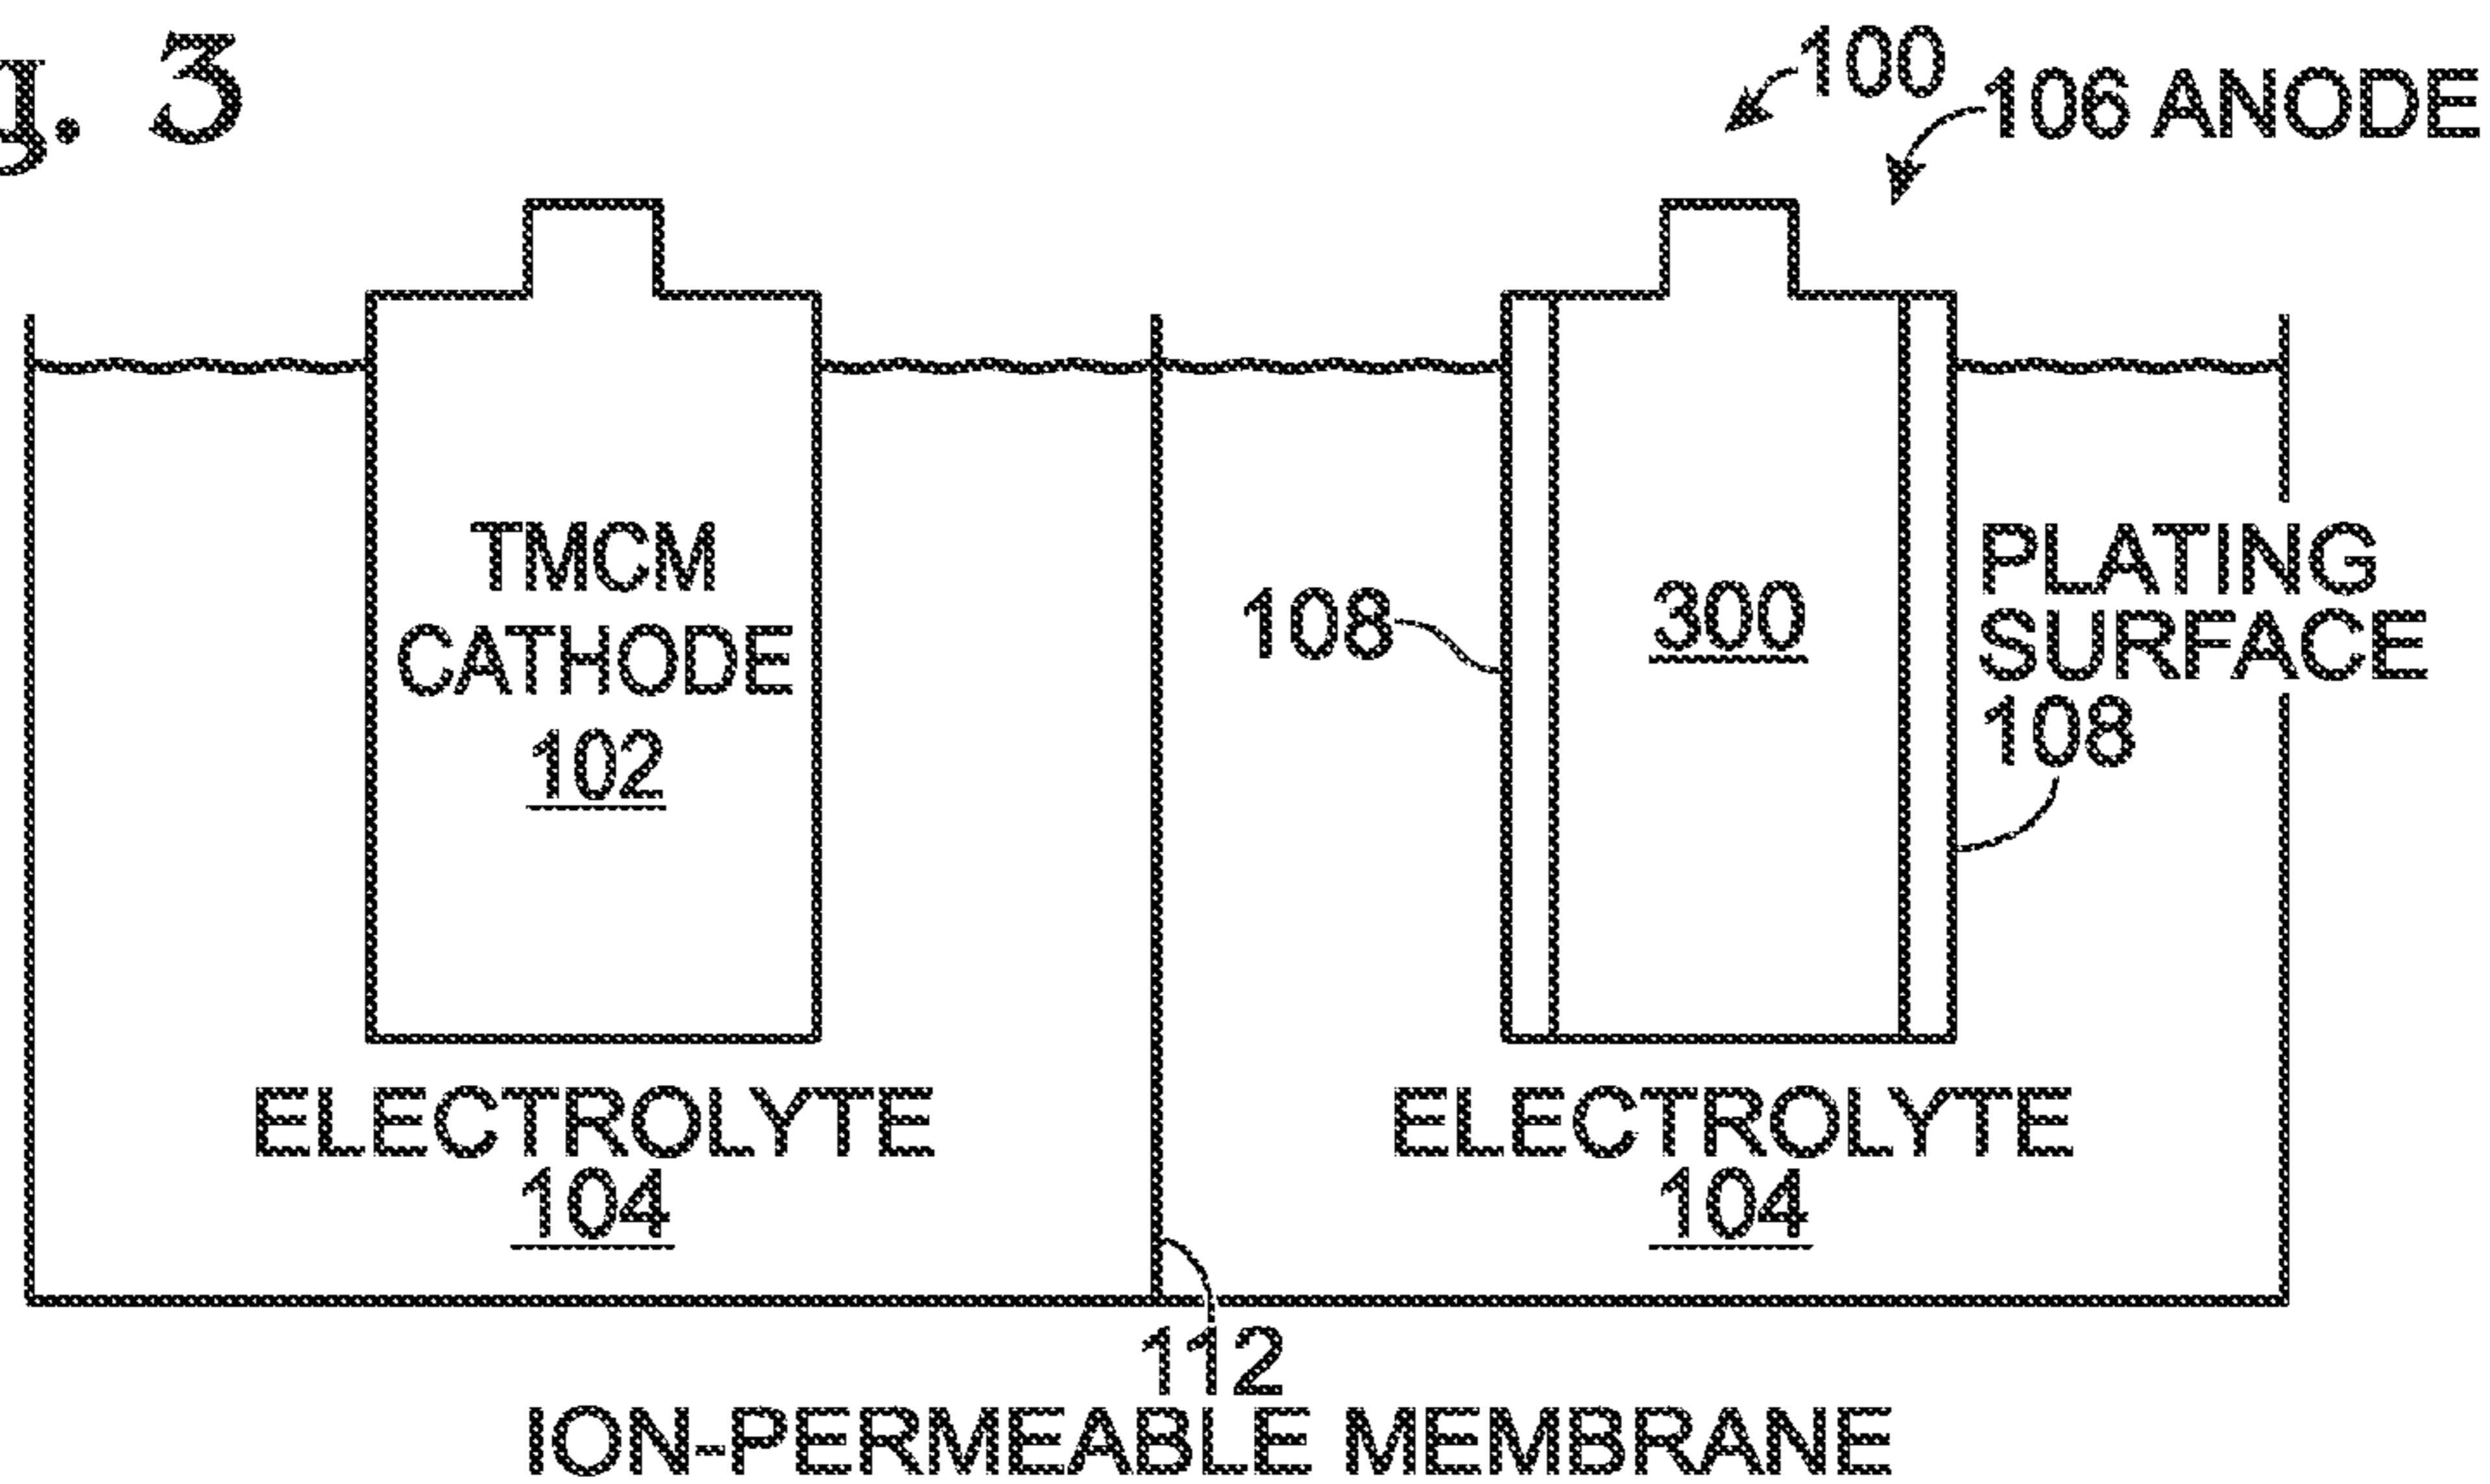 g. 3
100
106 ANODE
TMCM
CATHODE
102
108
300
PLATING
SURFACE
108
ELECTROLYTE
104
ELECTROLYTE
104
112
ION-PERMEABLE MEMBRANE